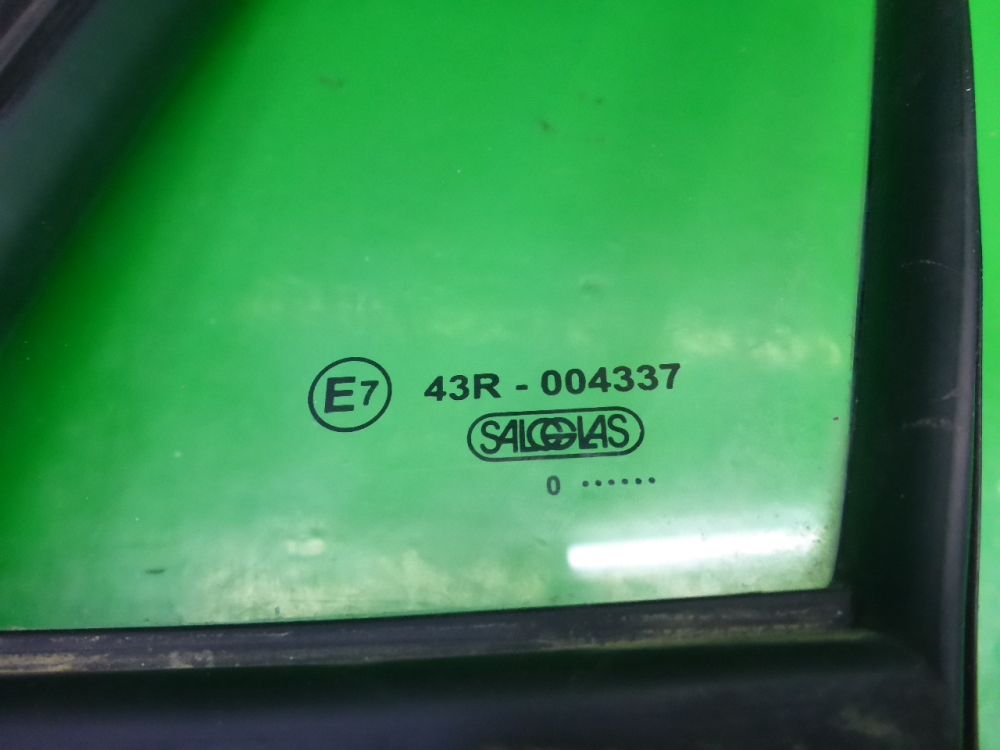 E7 43R - 004337
SALGGLAS
0 ......